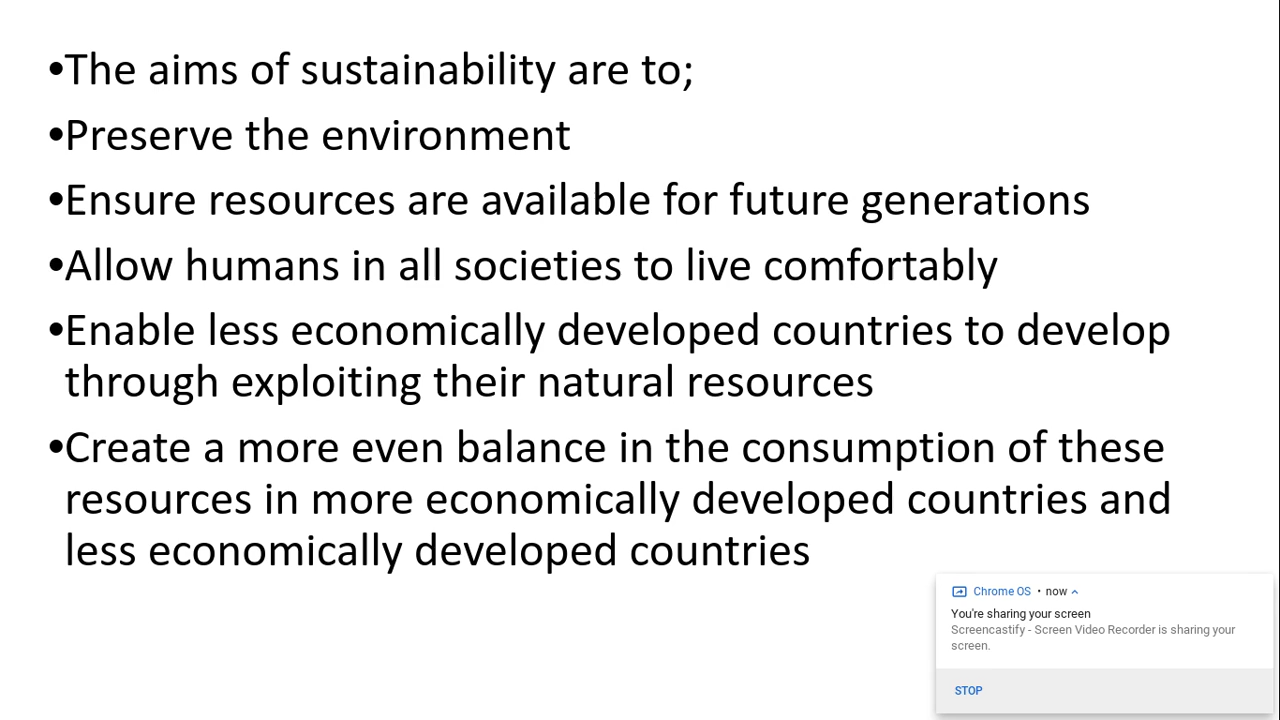 •The aims of sustainability are to;
•Preserve the environment
•Ensure resources are available for future generations
•Allow humans in all societies to live comfortably
•Enable less economically developed countries to develop
through exploiting their natural resources
•Create a more even balance in the consumption of these
resources in more economically developed countries and
less economically developed countries
Chrome OS • now
You're sharing your screen
Screencastify - Screen Video Recorder is sharing your
screen.
STOP